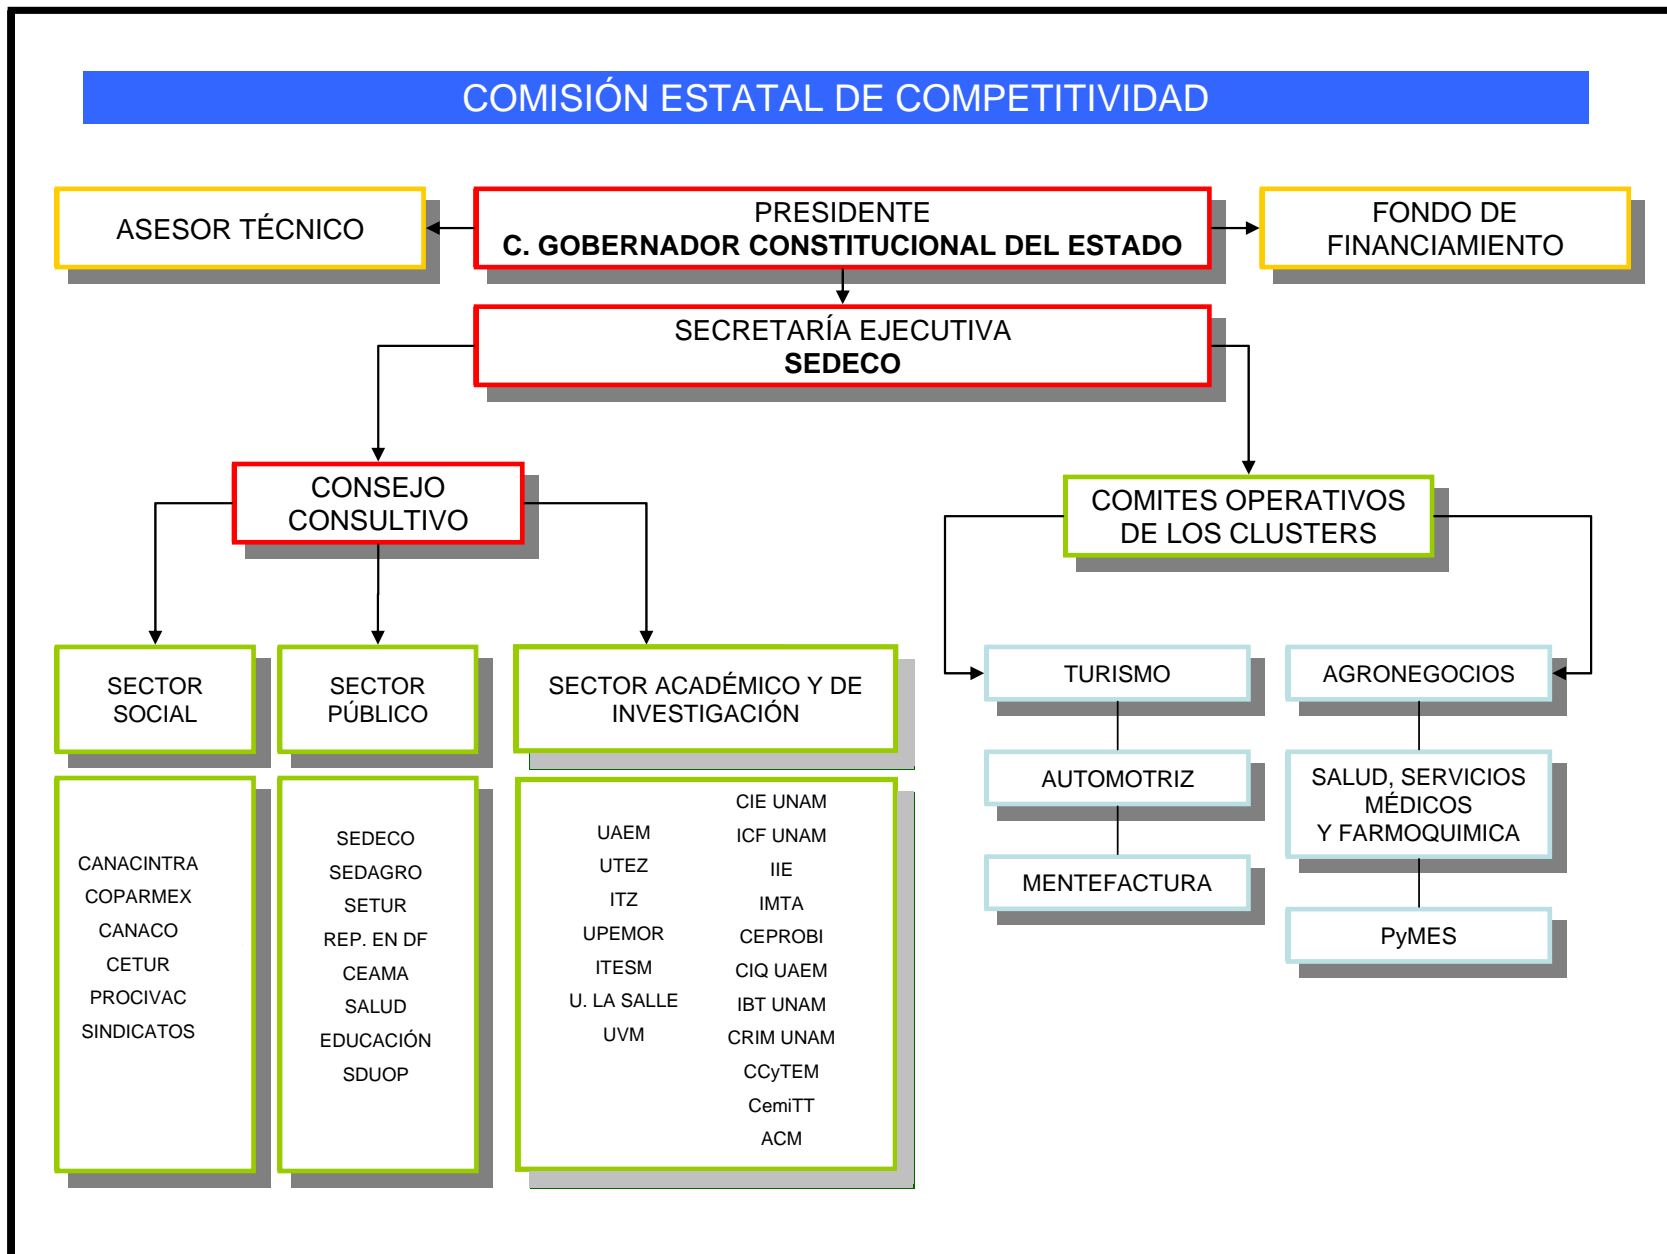 COMISIÓN ESTATAL DE COMPETITIVIDAD
ASESOR TÉCNICO
PRESIDENTE
C. GOBERNADOR CONSTITUCIONAL DEL ESTADO
FONDO DE
FINANCIAMIENTO
SECRETARÍA EJECUTIVA
SEDECO
CONSEJO
CONSULTIVO
COMITES OPERATIVOS
DE LOS CLUSTERS
SECTOR
SOCIAL
SECTOR
PÚBLICO
SECTOR ACADÉMICO Y DE
INVESTIGACIÓN
CANACINTRA
COPARMEX
CANACO
CETUR
PROCIVAC
SINDICATOS
SEDECO
SEDAGRO
SETUR
REP. EN DF
CEAMA
SALUD
EDUCACIÓN
SDUOP
UAEM
UTEZ
ITZ
UPEMOR
ITESM
U. LA SALLE
UVM
CIE UNAM
ICF UNAM
IIE
IMTA
CEPROBI
CIQ UAEM
IBT UNAM
CRIM UNAM
CCyTEM
CemiTT
ACM
TURISMO
AUTOMOTRIZ
MENTEFACTURA
AGRONEGOCIOS
SALUD, SERVICIOS
MÉDICOS
Y FARMOQUIMICA
PyMES